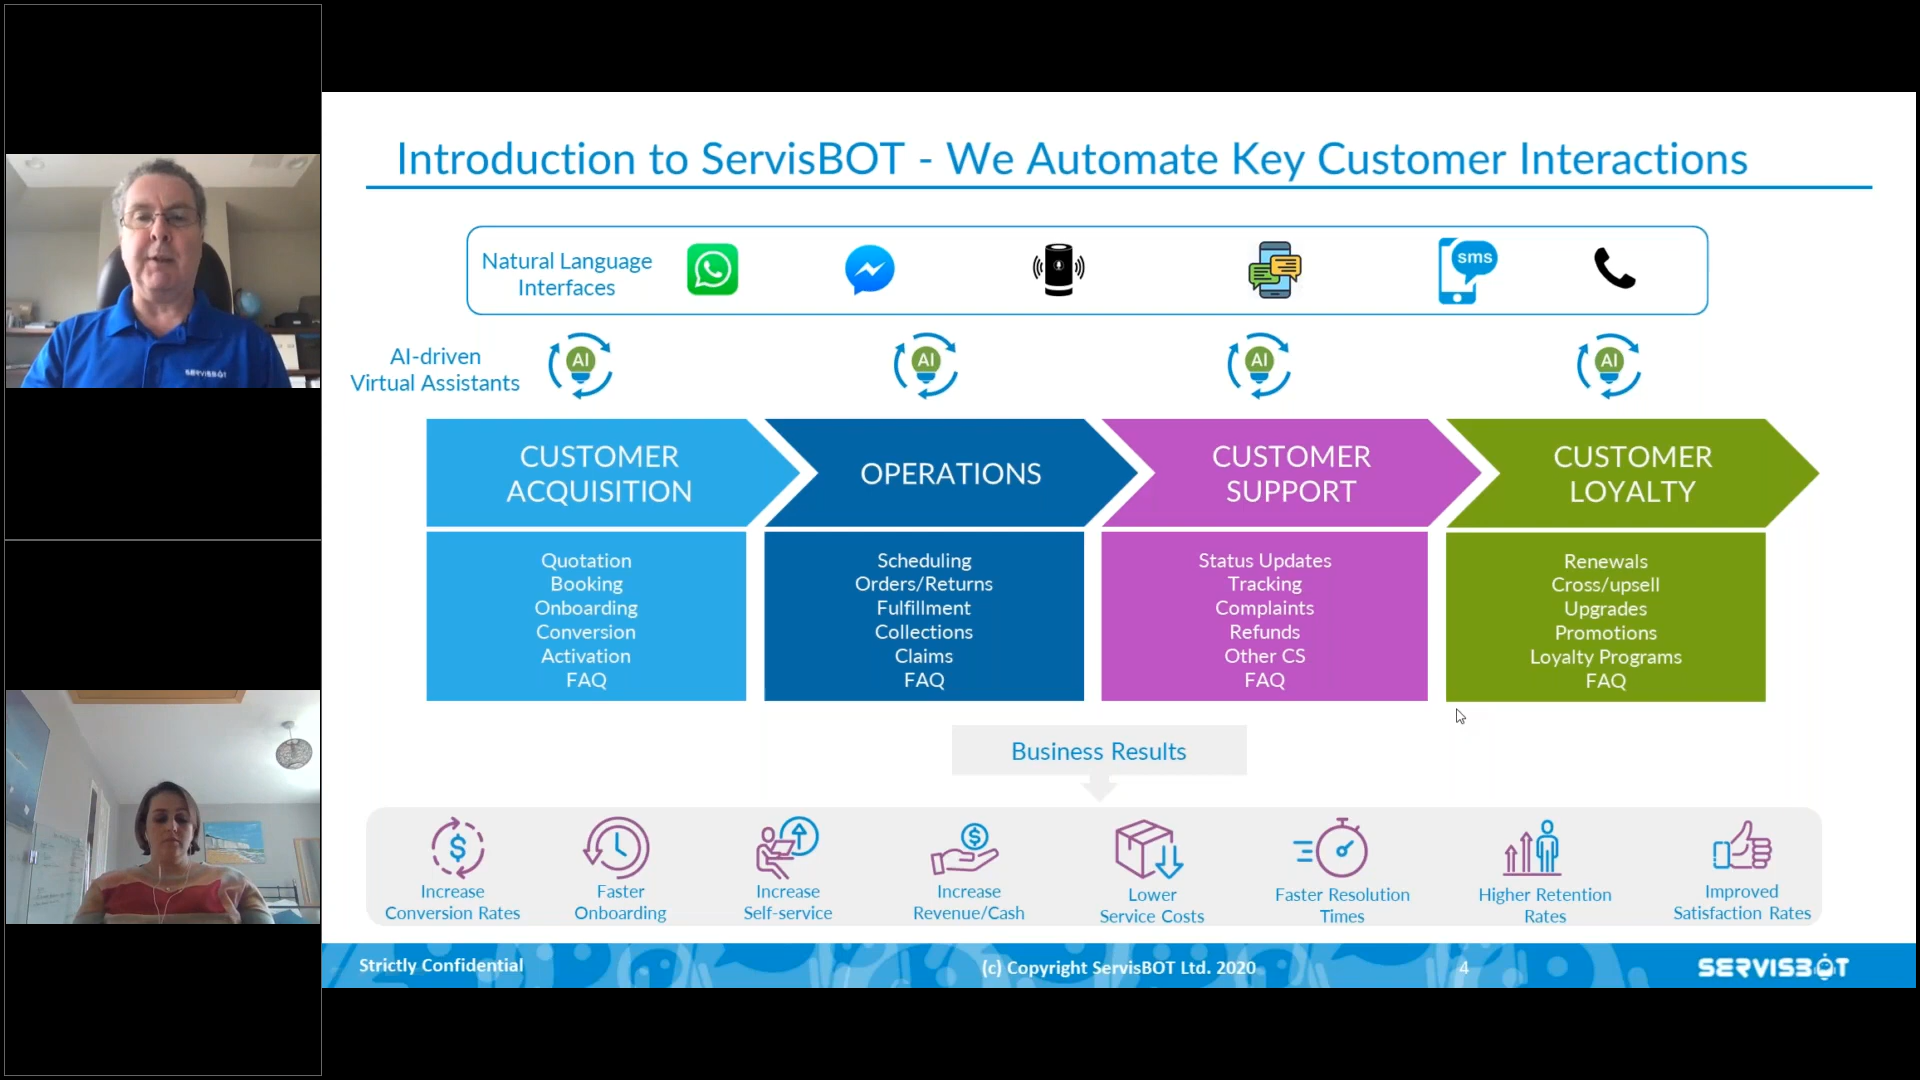 Introduction to ServisBOT - We Automate Key Customer Interactions
Natural Language
Interfaces
sms
AI-driven
Virtual Assistants
AI
AI
AI
AI
CUSTOMER
ACQUISITION
OPERATIONS
CUSTOMER
SUPPORT
CUSTOMER
LOYALTY
Quotation
Booking
Onboarding
Conversion
Activation
FAQ
Scheduling
Orders/Returns
Fulfillment
Collections
Claims
FAQ
Status Updates
Tracking
Complaints
Refunds
Other CS
FAQ
Renewals
Cross/upsell
Upgrades
Promotions
Loyalty Programs
FAQ
Business Results
Increase
Conversion Rates
Faster
Onboarding
Increase
Self-service
Increase
Revenue/Cash
Lower
Service Costs
Faster Resolution
Times
Higher Retention
Rates
Improved
Satisfaction Rates
Strictly Confidential
(c) Copyright ServisBOT Ltd. 2020
4
SERVISBOT
SERVISBOT